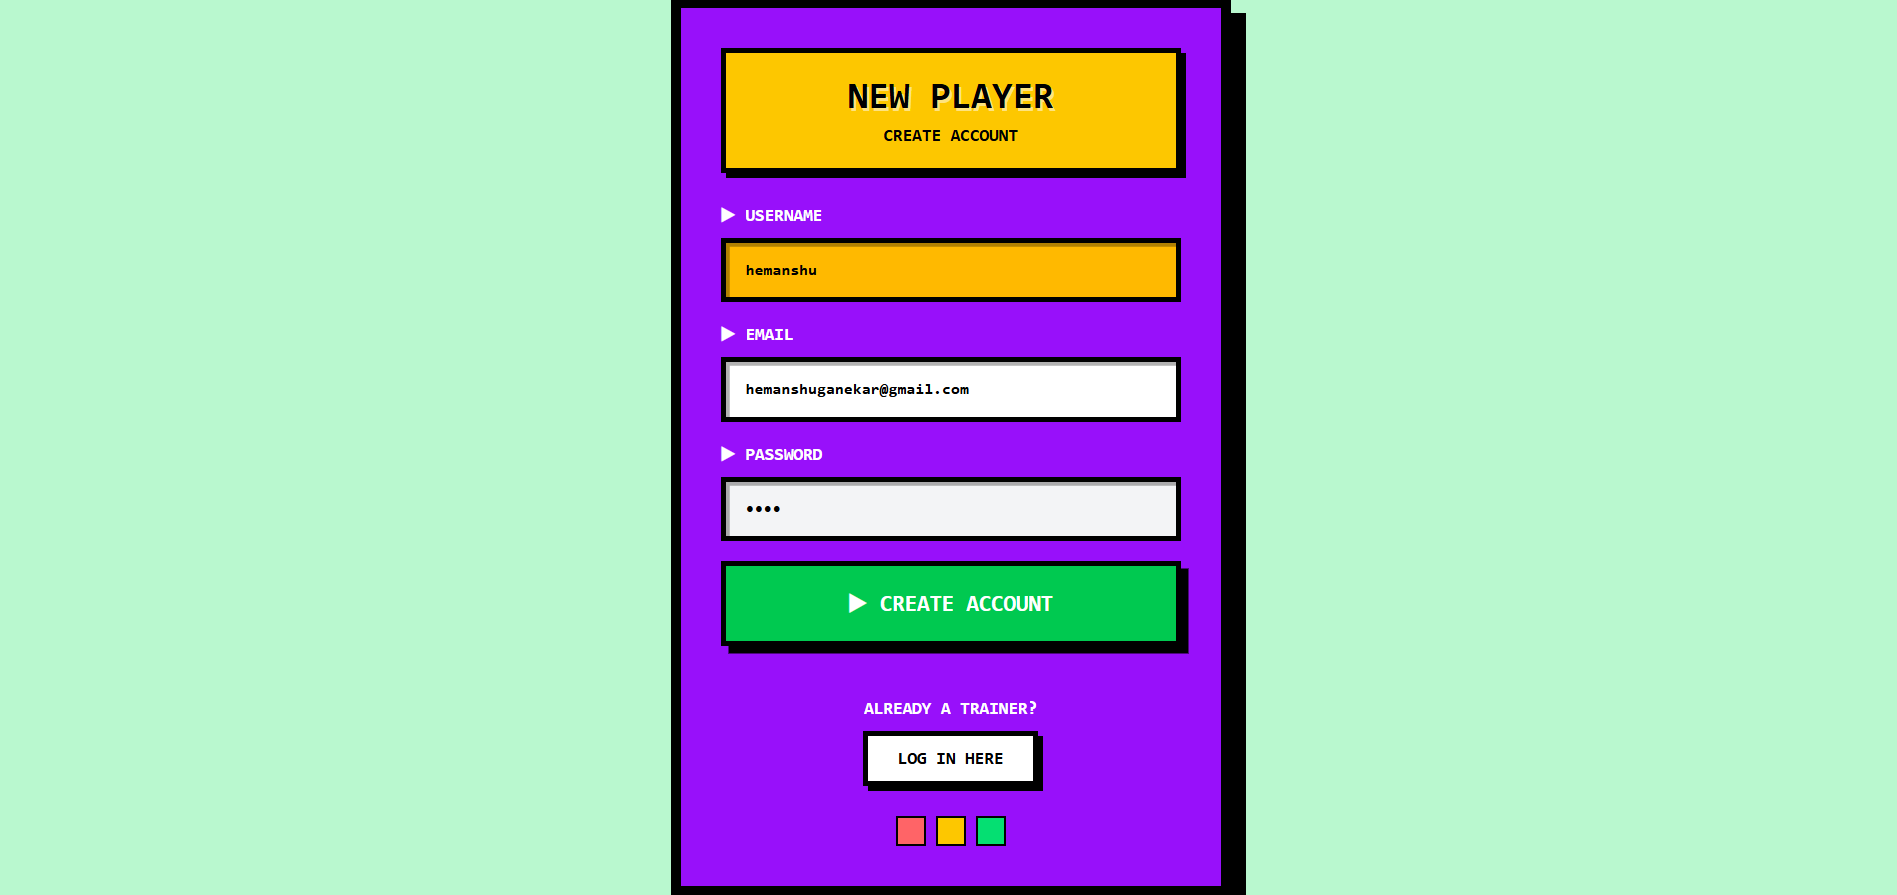 NEW PLAYER
CREATE ACCOUNT
▶ USERNAME
hemanshu
▶ EMAIL
hemanshuganekar@gmail.com
▶ PASSWORD
••••
▶ CREATE ACCOUNT
ALREADY A TRAINER?
LOG IN HERE